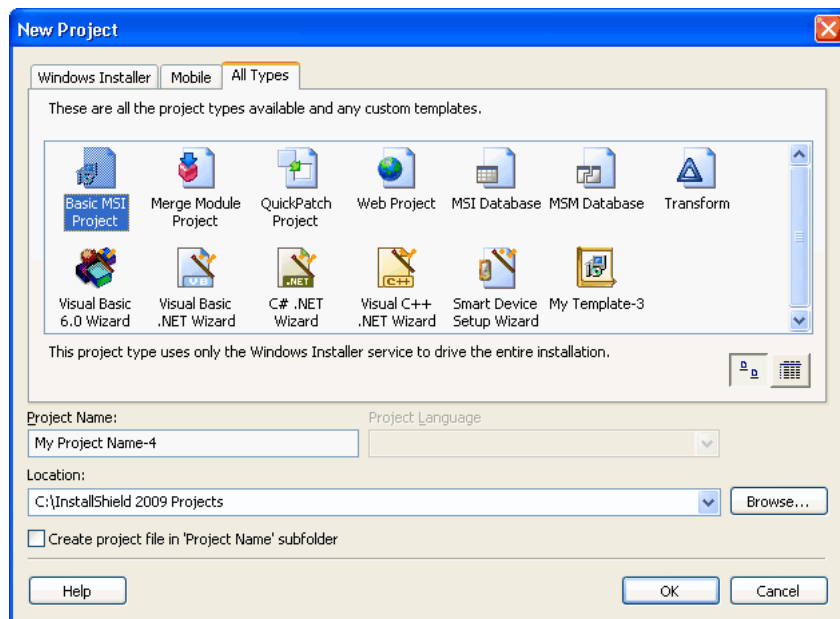 New Project
Windows Installer Mobile All Types
These are all the project types available and any custom templates.
Basic MSI Merge Module QuickPatch Web Project MSI Database MSM Database Transform
Project Project Project
VB .NET .NET C++
Visual Basic Visual Basic C# .NET Visual C++ Smart Device My Template-3
6.0 Wizard .NET Wizard Wizard .NET Wizard Setup Wizard
This project type uses only the Windows Installer service to drive the entire installation.
Project Name: Project Language
My Project Name-4
Location:
C:\InstallShield 2009 Projects Browse...
Create project file in 'Project Name' subfolder
Help OK Cancel